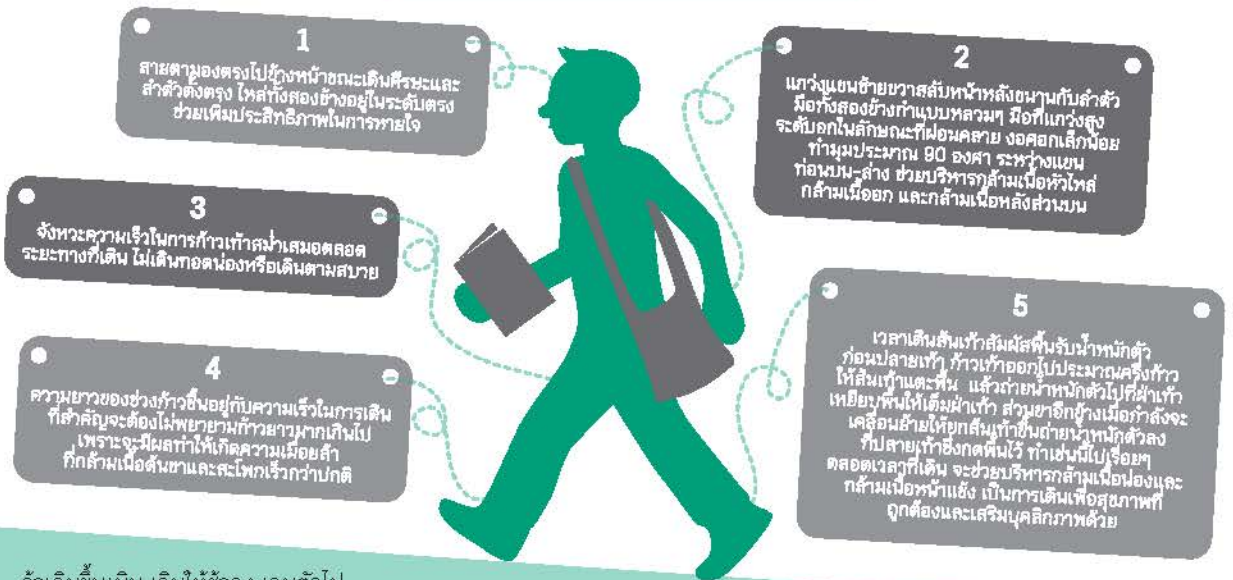 1
สายตามองตรงไปข้างหน้าขณะเดินศีรษะและ
ลำตัวตั้งตรง ไหล่ทั้งสองข้างอยู่ในระดับตรง
ช่วยเพิ่มประสิทธิภาพในการหายใจ
2
แกว่งแขนซ้ายขวาสลับหน้าหลังขนานกับลำตัว
มือทั้งสองข้างกำแบบหลวมๆ มือที่แกว่งสูง
ระดับอกในลักษณะที่ผ่อนคลาย งอศอกเล็กน้อย
ทำมุมประมาณ 90 องศา ระหว่างแขน
ท่อนบน-ล่าง ช่วยบริหารกล้ามเนื้อหัวไหล่
กล้ามเนื้ออก และกล้ามเนื้อหลังส่วนบน
3
จังหวะความเร็วในการก้าวเท้าสม่ำเสมอตลอด
ระยะทางที่เดิน ไม่เดินทอดน่องหรือเดินตามสบาย
4
ความยาวของช่วงก้าวขึ้นอยู่กับความเร็วในการเดิน
ที่สำคัญจะต้องไม่พยายามก้าวยาวมากเกินไป
เพราะจะมีผลทำให้เกิดความเมื่อยล้า
ที่กล้ามเนื้อต้นขาและสะโพกเร็วกว่าปกติ
5
เวลาเดินส้นเท้าสัมผัสพื้นรับน้ำหนักตัว
ก่อนปลายเท้า ก้าวเท้าออกไปประมาณครึ่งก้าว
ให้ส้นเท้าแตะพื้น แล้วถ่ายน้ำหนักตัวไปที่ฝ่าเท้า
เหยียบพื้นให้เต็มฝ่าเท้า ส่วนขาอีกข้างเมื่อกำลังจะ
เคลื่อนย้ายให้ยกส้นเท้าขึ้นถ่ายน้ำหนักตัวลง
ที่ปลายเท้าซึ่งกดพื้นไว้ ทำเช่นนี้ไปเรื่อยๆ
ตลอดเวลาที่เดิน จะช่วยบริหารกล้ามเนื้อน่องและ
กล้ามเนื้อหน้าแข้ง เป็นการเดินเพื่อสุขภาพที่
ถูกต้องและเสริมบุคลิกภาพด้วย